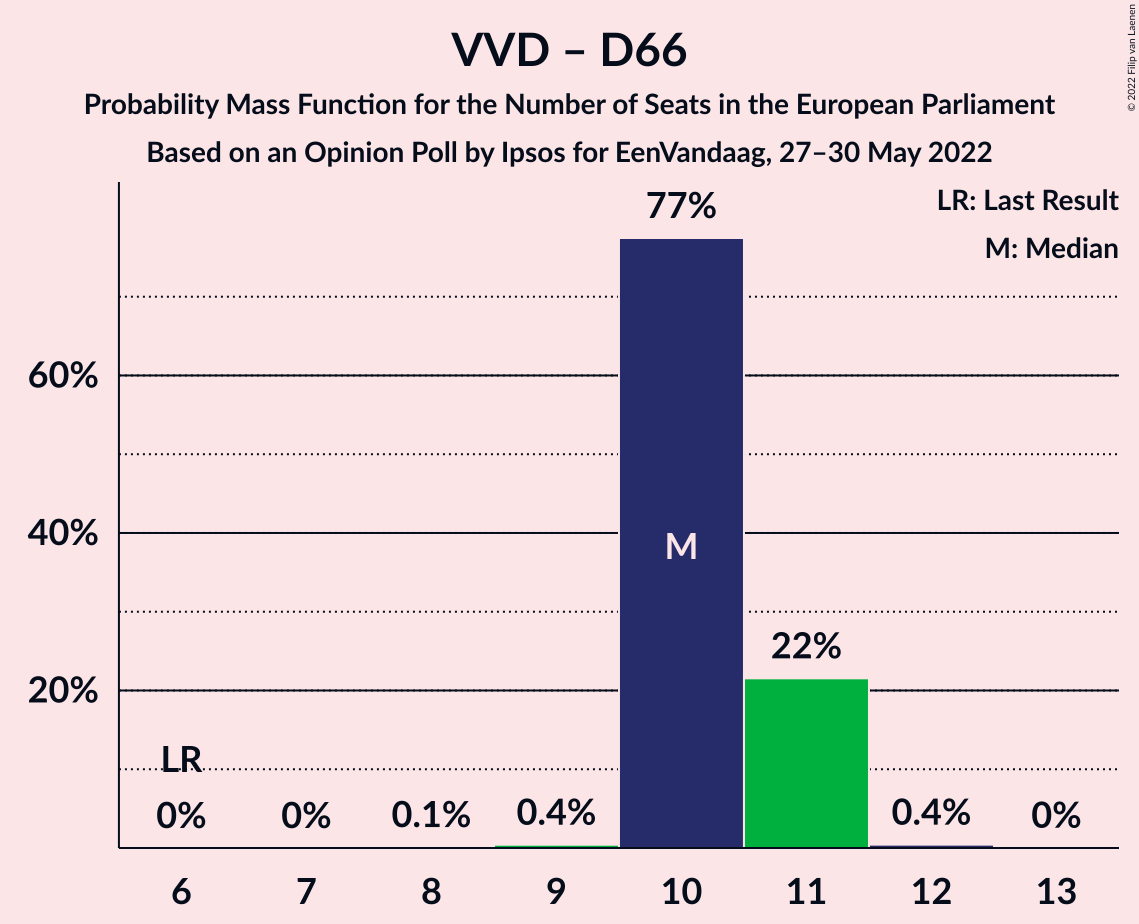 VVD – D66
Probability Mass Function for the Number of Seats in the European Parliament
Based on an Opinion Poll by Ipsos for EenVandaag, 27–30 May 2022
© 2022 Filip van Laenen
LR: Last Result
M: Median
77%
60%
40%
M
22%
20%
LR
0% 0% 0.1% 0.4% 0.4% 0%
6 7 8 9 10 11 12 13